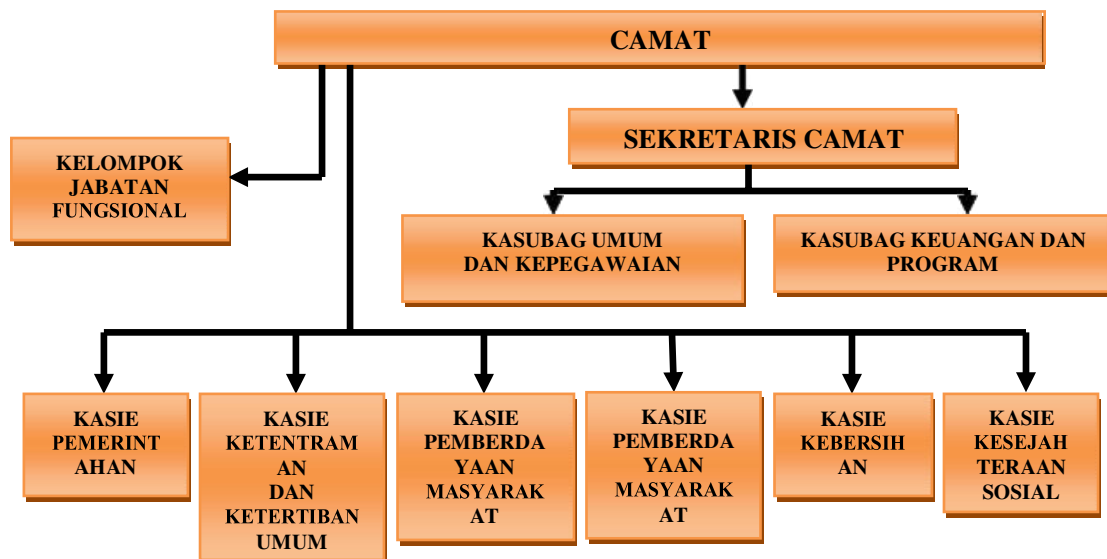 CAMAT
SEKRETARIS CAMAT
KELOMPOK
JABATAN
FUNGSIONAL
KASUBAG UMUM
DAN KEPEGAWAIAN
KASUBAG KEUANGAN DAN
PROGRAM
KASIE
PEMERINT
AHAN
KASIE
KETENTRAM
AN
DAN
KETERTIBAN
UMUM
KASIE
PEMBERDA
YAAN
MASYARAK
AT
KASIE
PEMBERDA
YAAN
MASYARAK
AT
KASIE
KEBERSIH
AN
KASIE
KESEJAH
TERAAN
SOSIAL